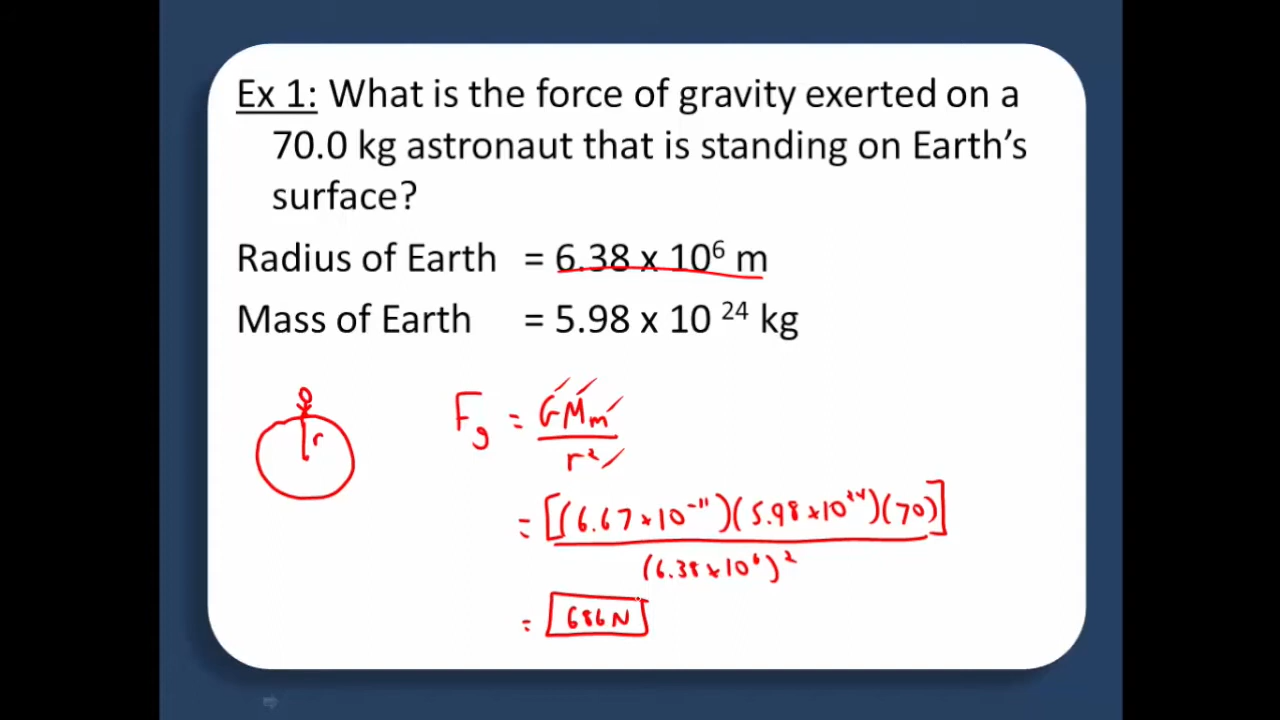 Ex 1: What is the force of gravity exerted on a
70.0 kg astronaut that is standing on Earth's
surface?
Radius of Earth = 6.38 x 10⁶ m
Mass of Earth = 5.98 x 10 ²⁴ kg
r
F_g = GMm / r²
= [(6.67 x 10⁻¹¹)(5.98 x 10²⁴)(70)] / (6.38 x 10⁶)²
= 686 N